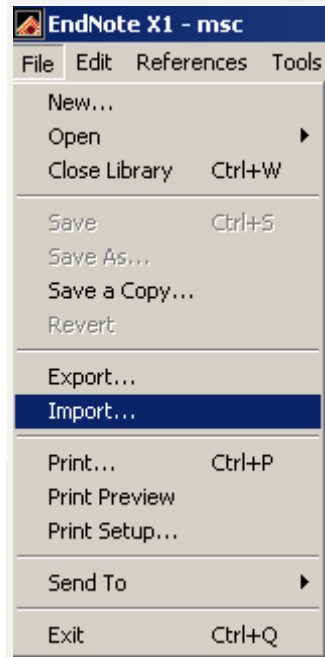 EndNote X1 - msc
File Edit References Tools
New...
Open
Close Library Ctrl+W
Save Ctrl+S
Save As...
Save a Copy...
Revert
Export...
Import...
Print... Ctrl+P
Print Preview
Print Setup...
Send To
Exit Ctrl+Q